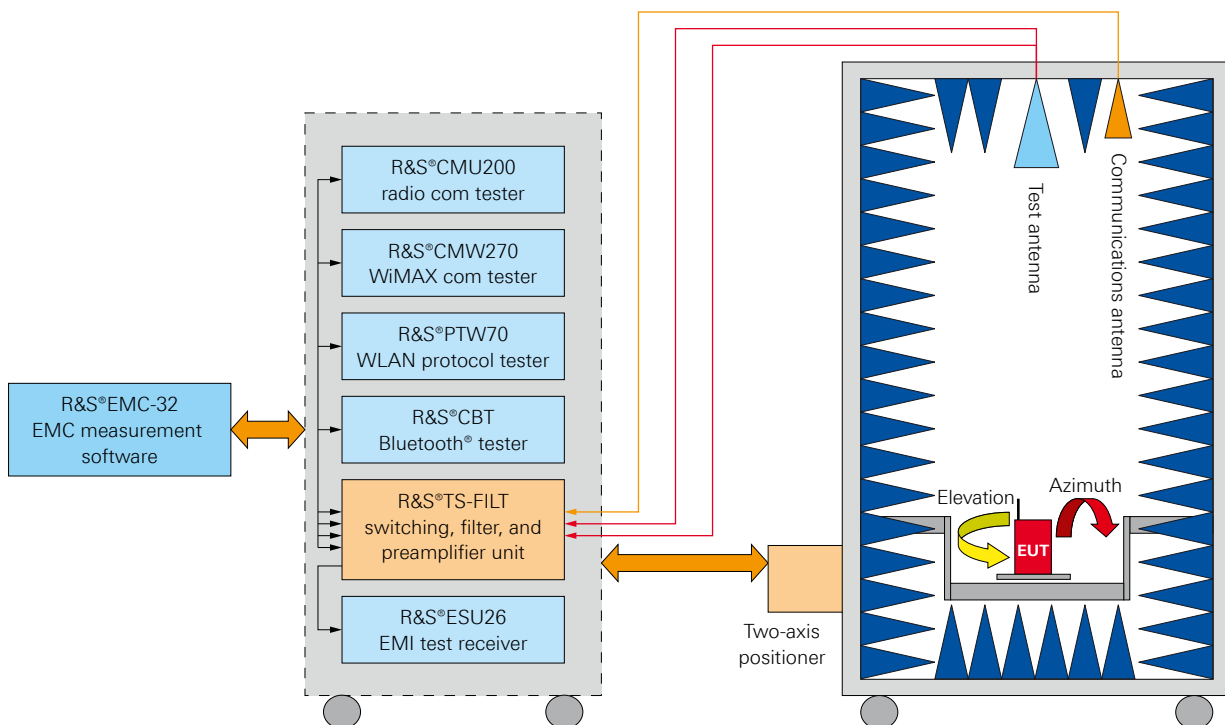 R&S®CMU200
radio com tester
R&S®CMW270
WiMAX com tester
R&S®PTW70
WLAN protocol tester
R&S®EMC-32
EMC measurement
software
R&S®CBT
Bluetooth® tester
R&S®TS-FILT
switching, filter, and
preamplifier unit
R&S®ESU26
EMI test receiver
Two-axis
positioner
Test antenna
Communications antenna
Elevation
Azimuth
EUT